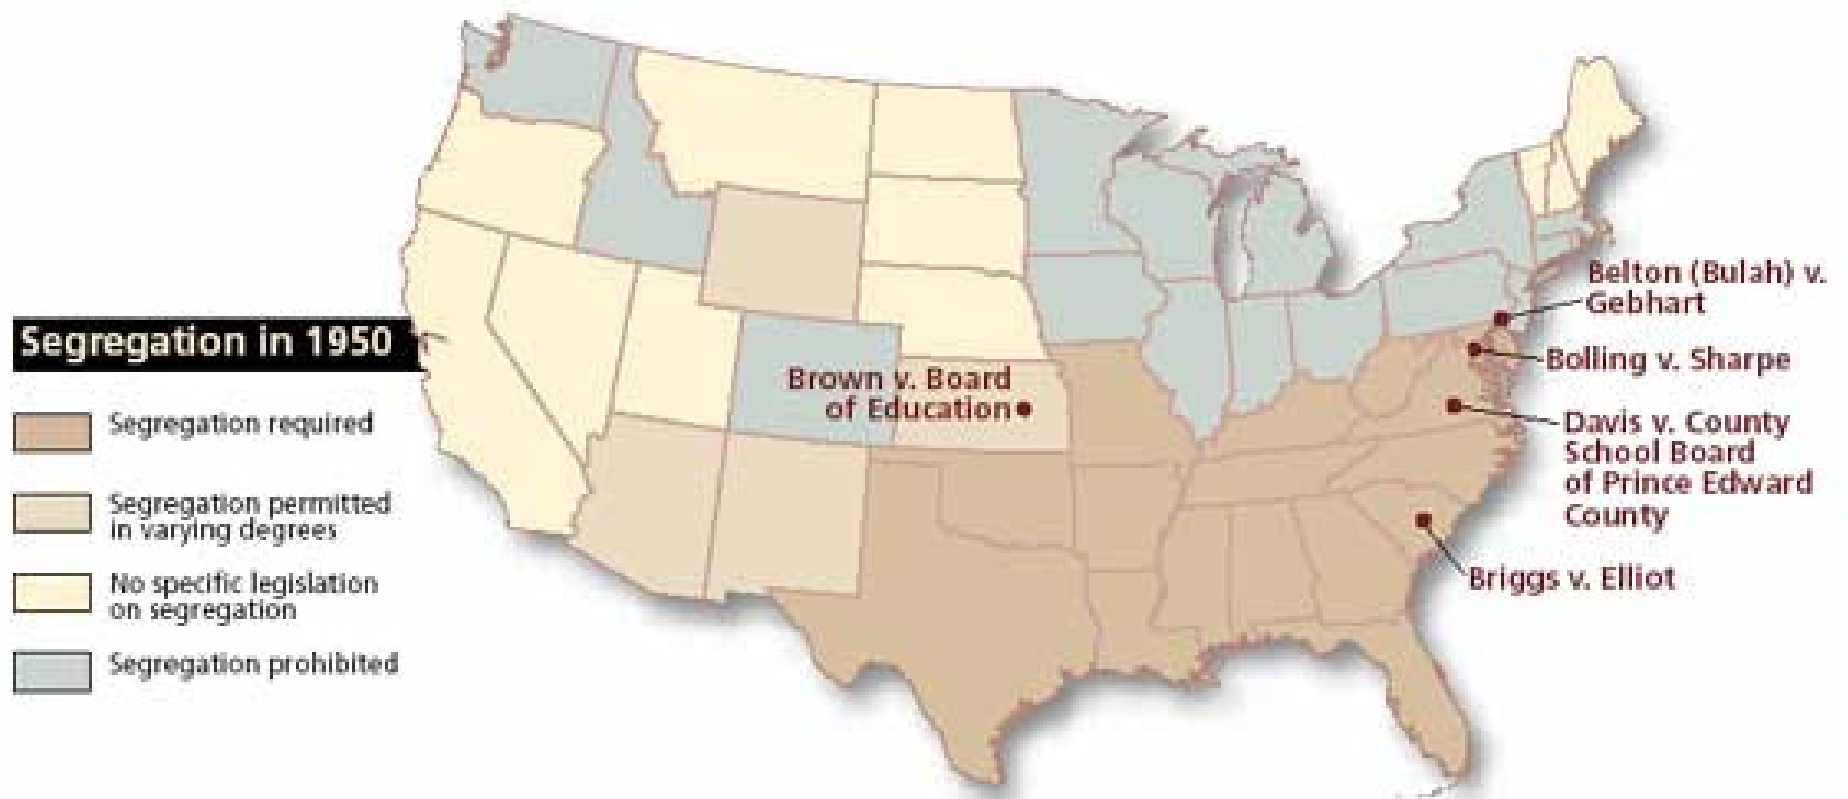 Segregation in 1950
Segregation required
Segregation permitted
in varying degrees
No specific legislation
on segregation
Segregation prohibited
Brown v. Board
of Education
Belton (Bulah) v.
Gebhart
Bolling v. Sharpe
Davis v. County
School Board
of Prince Edward
County
Briggs v. Elliot